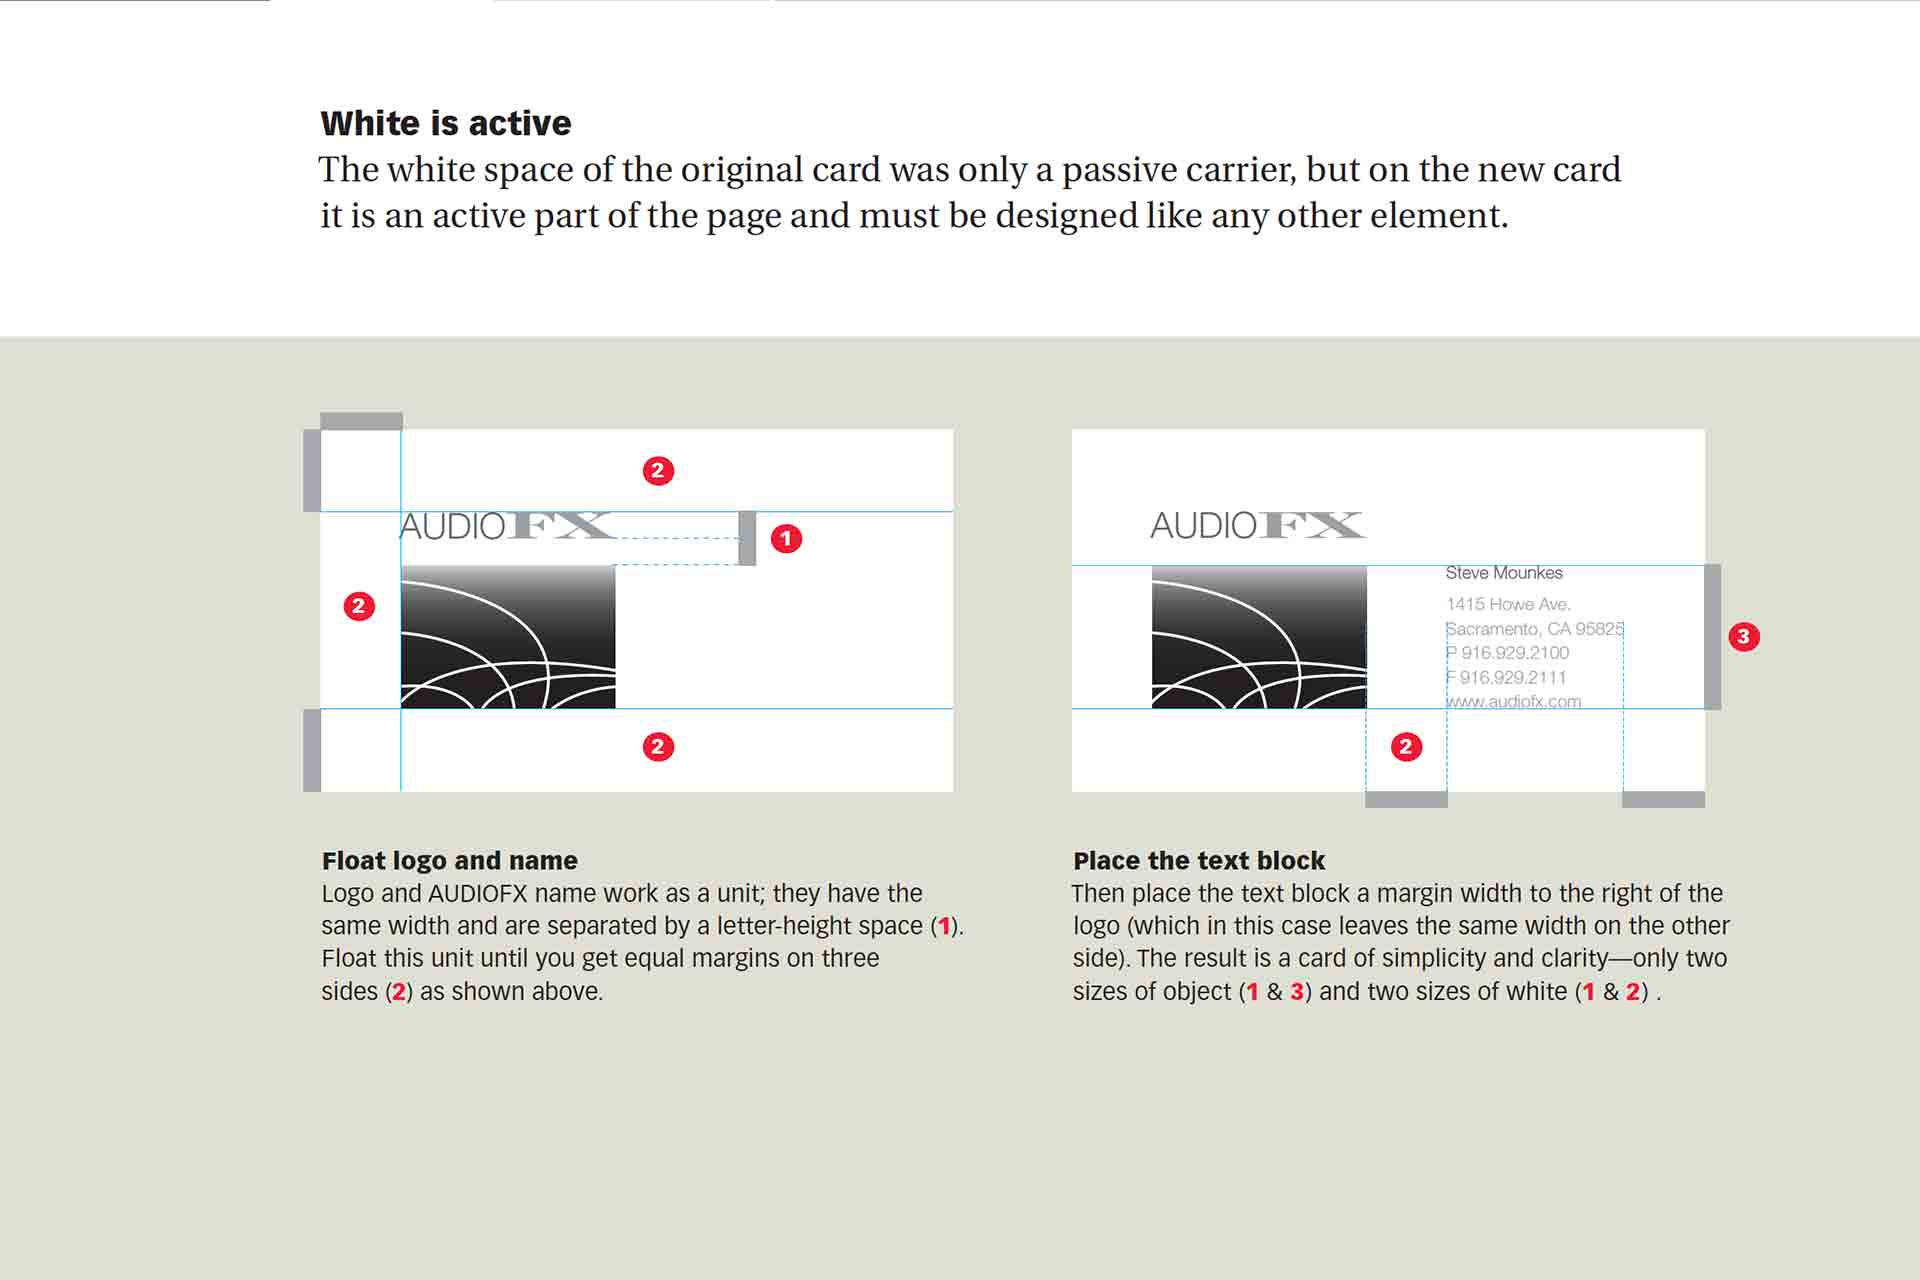 White is active
The white space of the original card was only a passive carrier, but on the new card
it is an active part of the page and must be designed like any other element.
2
AUDIOFX
1
2
2
AUDIOFX
Steve Mounkes
1415 Howe Ave.
Sacramento, CA 95825
P 916.929.2100
F 916.929.2111
www.audiofx.com
3
2
Float logo and name
Logo and AUDIOFX name work as a unit; they have the
same width and are separated by a letter-height space (1).
Float this unit until you get equal margins on three
sides (2) as shown above.
Place the text block
Then place the text block a margin width to the right of the
logo (which in this case leaves the same width on the other
side). The result is a card of simplicity and clarity—only two
sizes of object (1 & 3) and two sizes of white (1 & 2) .